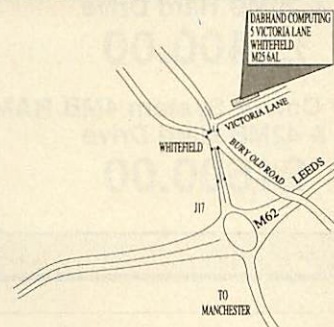 DABHAND COMPUTING
5 VICTORIA LANE
WHITEFIELD
M25 6AL
VICTORIA LANE
WHITEFIELD
BURY OLD ROAD
LEEDS
J17
M62
TO
MANCHESTER